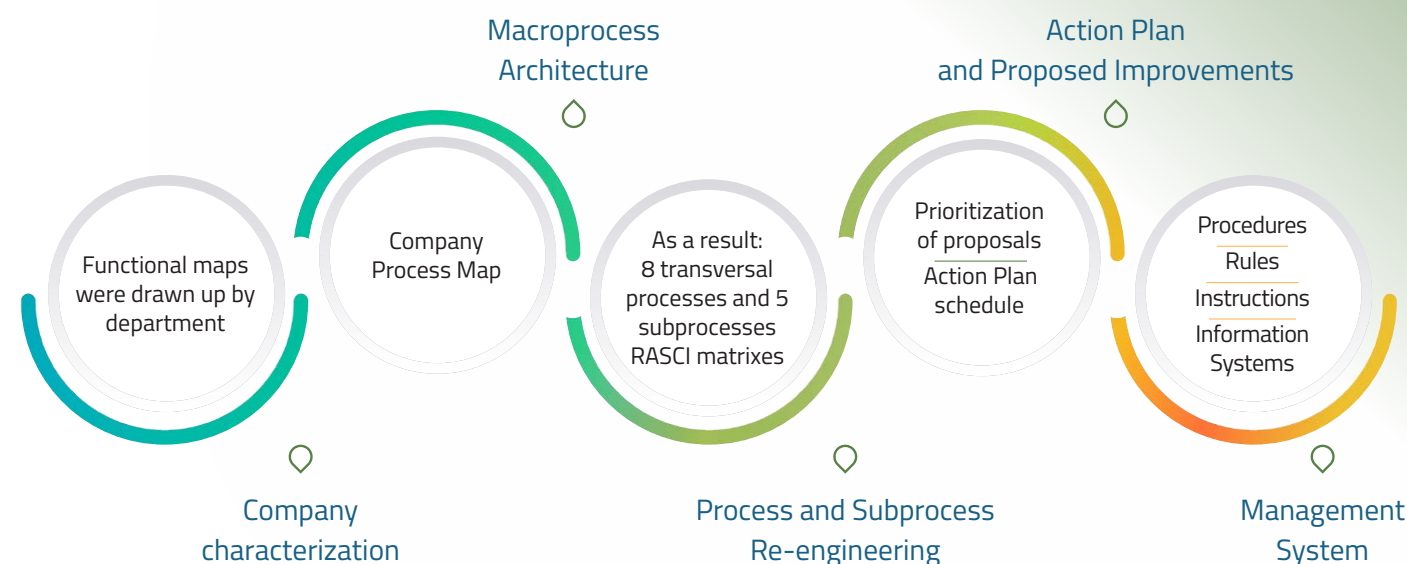 Macroprocess
Architecture
Action Plan
and Proposed Improvements
Functional maps
were drawn up by
department
Company
Process Map
As a result:
8 transversal
processes and 5
subprocesses
RASCI matrixes
Prioritization
of proposals
Action Plan
schedule
Procedures
Rules
Instructions
Information
Systems
Company
characterization
Process and Subprocess
Re-engineering
Management
System